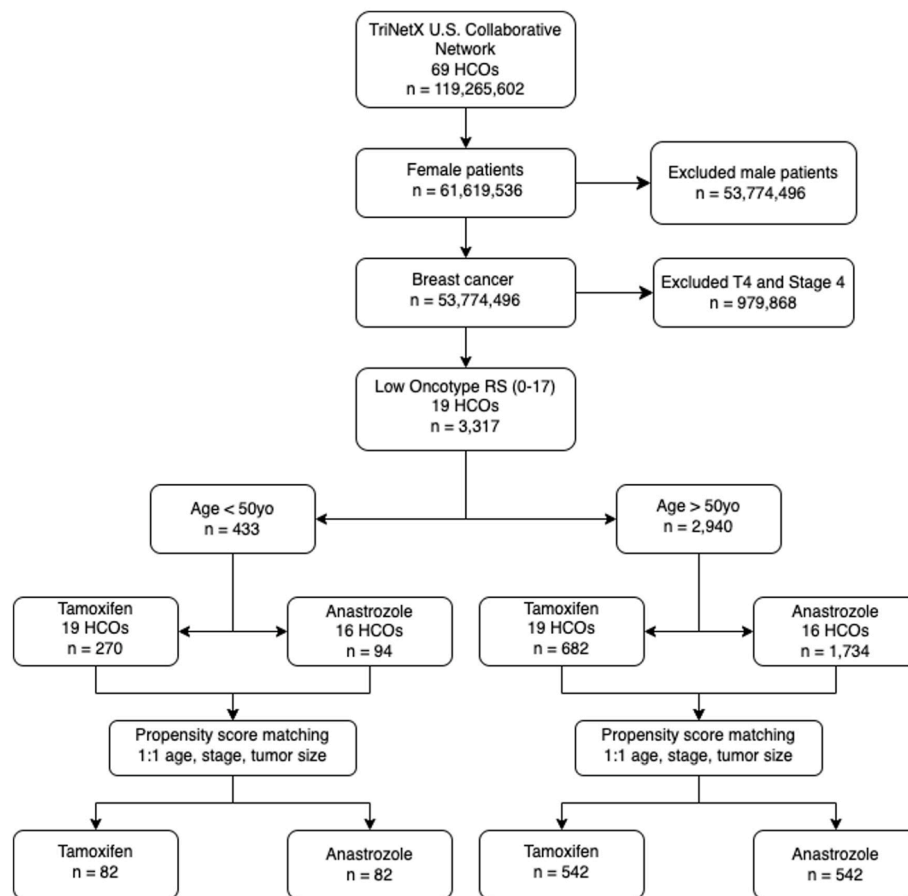 TriNetX U.S. Collaborative
Network
69 HCOs
n = 119,265,602
Female patients
n = 61,619,536
Excluded male patients
n = 53,774,496
Breast cancer
n = 53,774,496
Excluded T4 and Stage 4
n = 979,868
Low Oncotype RS (0-17)
19 HCOs
n = 3,317
Age < 50yo
n = 433
Age > 50yo
n = 2,940
Tamoxifen
19 HCOs
n = 270
Anastrozole
16 HCOs
n = 94
Tamoxifen
19 HCOs
n = 682
Anastrozole
16 HCOs
n = 1,734
Propensity score matching
1:1 age, stage, tumor size
Propensity score matching
1:1 age, stage, tumor size
Tamoxifen
n = 82
Anastrozole
n = 82
Tamoxifen
n = 542
Anastrozole
n = 542